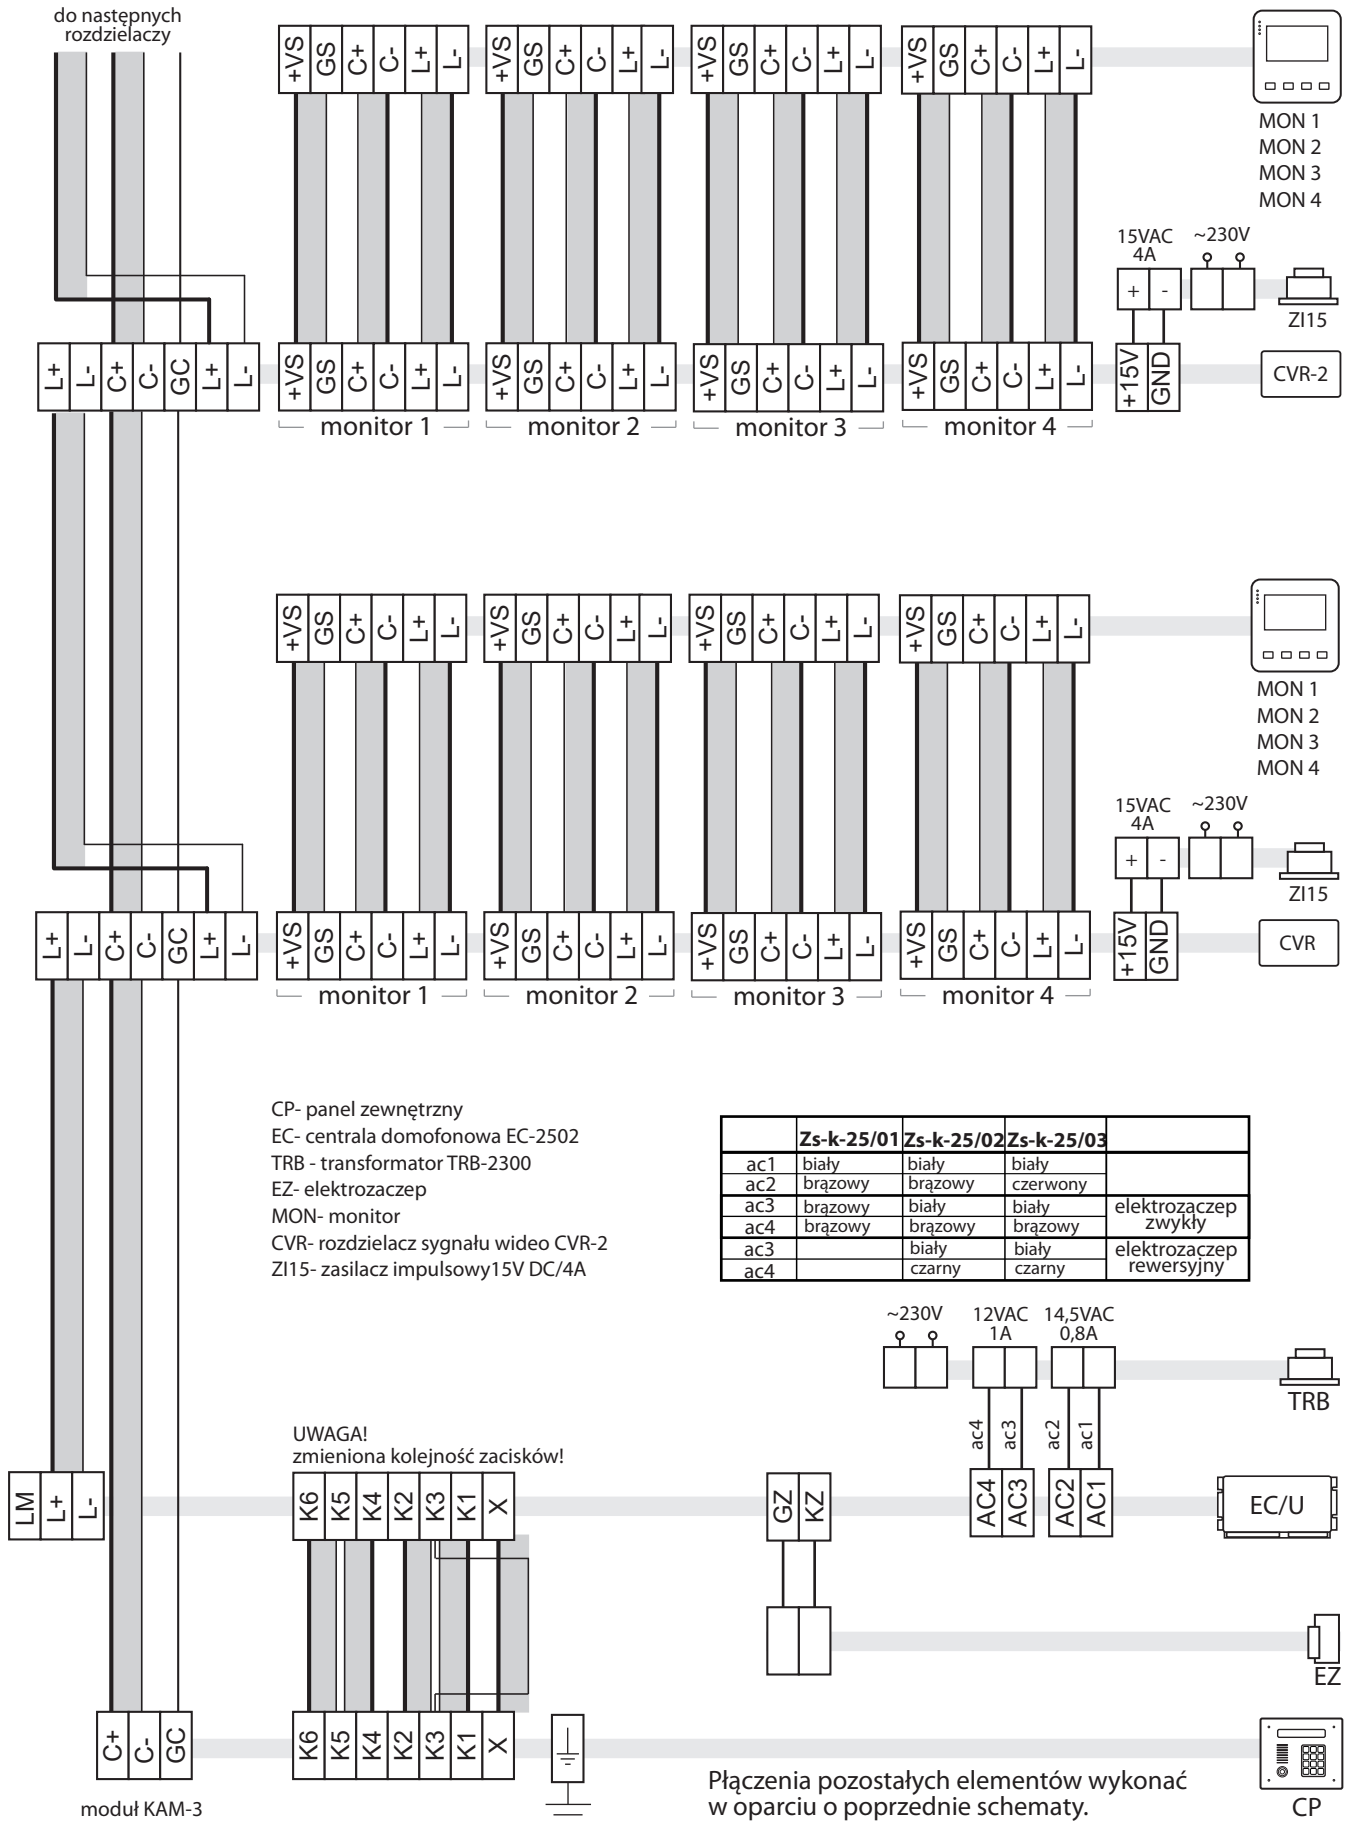 do następnych
rozdzielaczy
+VS GS C+ C- L+ L- +VS GS C+ C- L+ L- +VS GS C+ C- L+ L- +VS GS C+ C- L+ L-
MON 1
MON 2
MON 3
MON 4
15VAC ~230V
4A
+ -
ZI15
L+ L- C+ C- GC L+ L- +VS GS C+ C- L+ L- +VS GS C+ C- L+ L- +VS GS C+ C- L+ L- +VS GS C+ C- L+ L- +15V GND CVR-2
monitor 1 monitor 2 monitor 3 monitor 4
+VS GS C+ C- L+ L- +VS GS C+ C- L+ L- +VS GS C+ C- L+ L- +VS GS C+ C- L+ L-
MON 1
MON 2
MON 3
MON 4
15VAC ~230V
4A
+ -
ZI15
L+ L- C+ C- GC L+ L- +VS GS C+ C- L+ L- +VS GS C+ C- L+ L- +VS GS C+ C- L+ L- +VS GS C+ C- L+ L- +15V GND CVR
monitor 1 monitor 2 monitor 3 monitor 4
CP- panel zewnętrzny
EC- centrala domofonowa EC-2502
TRB - transformator TRB-2300
EZ- elektrozaczep
MON- monitor
CVR- rozdzielacz sygnału wideo CVR-2
ZI15- zasilacz impulsowy15V DC/4A
Zs-k-25/01 Zs-k-25/02 Zs-k-25/03
ac1 biały biały biały
ac2 brązowy brązowy czerwony
ac3 brązowy biały biały elektrozaczep
ac4 brązowy brązowy brązowy zwykły
ac3 biały biały elektrozaczep
ac4 czarny czarny rewersyjny
~230V 12VAC 14,5VAC
1A 0,8A
TRB
ac4 ac3 ac2 ac1
UWAGA!
zmieniona kolejność zacisków!
LM L+ L- K6 K5 K4 K2 K3 K1 X GZ KZ AC4 AC3 AC2 AC1 EC/U
EZ
C+ C- GC K6 K5 K4 K2 K3 K1 X
moduł KAM-3
Płączenia pozostałych elementów wykonać
w oparciu o poprzednie schematy.
CP